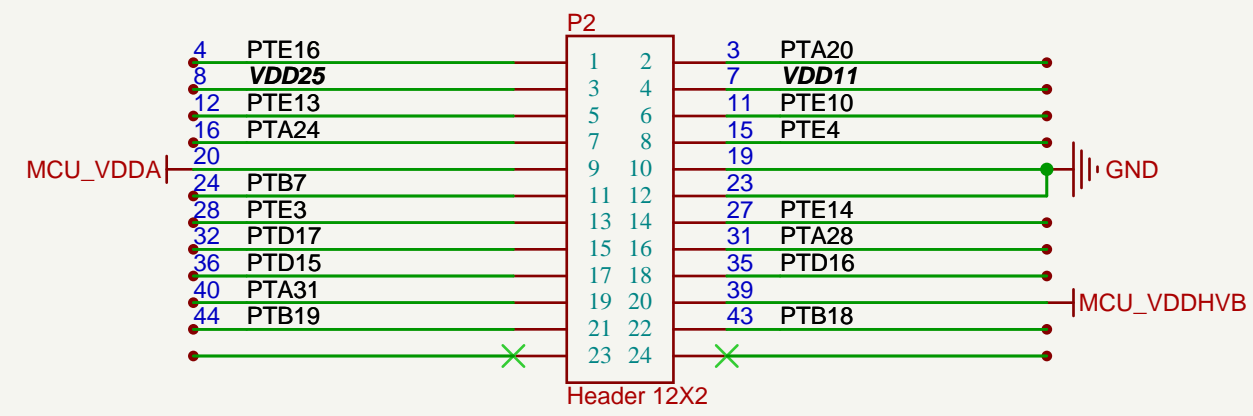 P2
4 PTE16 1 2 3 PTA20
8 VDD25 3 4 7 VDD11
12 PTE13 5 6 11 PTE10
16 PTA24 7 8 15 PTE4
MCU_VDDA 20 9 10 19 GND
24 PTB7 11 12 23
28 PTE3 13 14 27 PTE14
32 PTD17 15 16 31 PTA28
36 PTD15 17 18 35 PTD16
40 PTA31 19 20 39 MCU_VDDHVB
44 PTB19 21 22 43 PTB18
23 24
Header 12X2